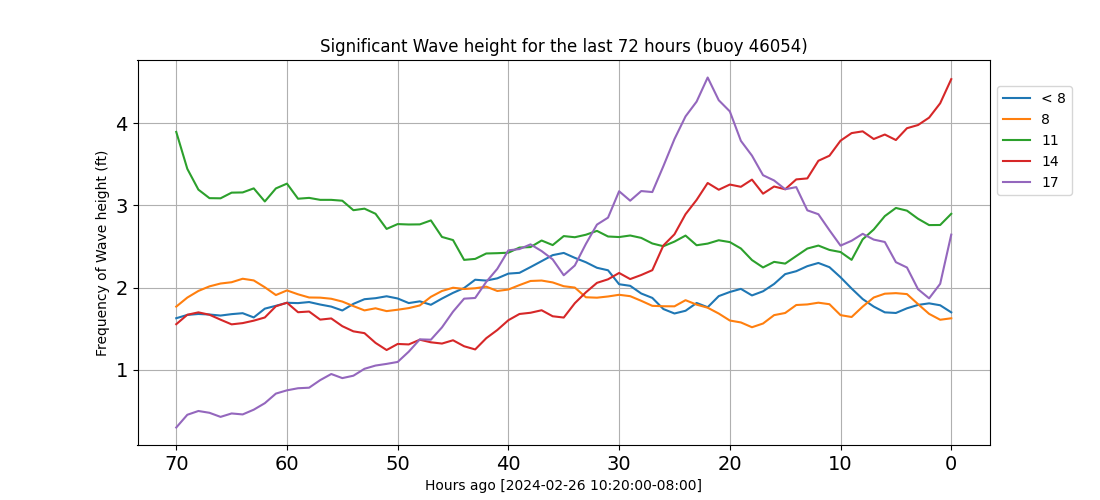 Significant Wave height for the last 72 hours (buoy 46054)
Frequency of Wave height (ft)
4
3
2
1
70 60 50 40 30 20 10 0
Hours ago [2024-02-26 10:20:00-08:00]
< 8
8
11
14
17